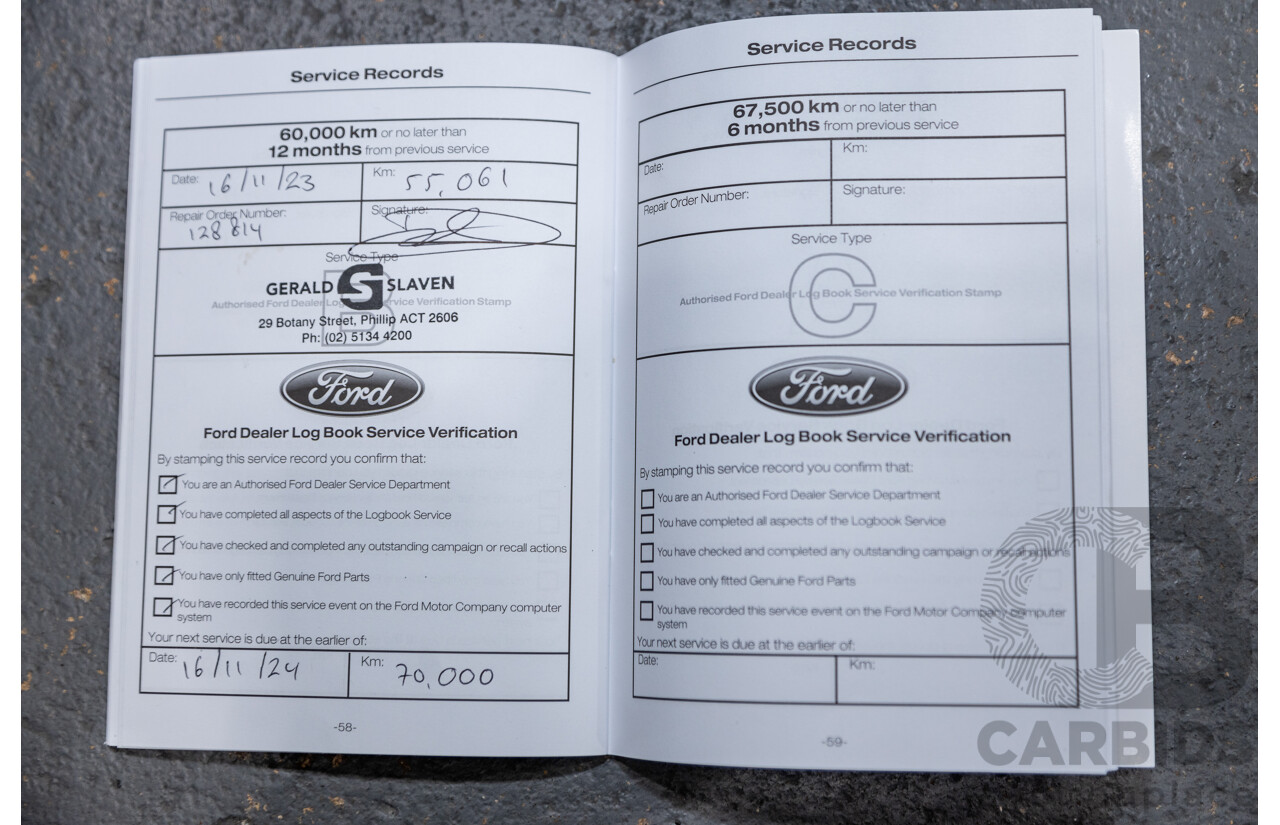 Service Records
60,000 km or no later than
12 months from previous service
Date: 16/11/23
Km: 55,061
Repair Order Number:
128814
Signature:
Service Type
B
GERALD S SLAVEN
Authorised Ford Dealer Log Service Verification Stamp
29 Botany Street, Phillip ACT 2606
Ph: (02) 5134 4200
Ford
Ford Dealer Log Book Service Verification
By stamping this service record you confirm that:
You are an Authorised Ford Dealer Service Department
You have completed all aspects of the Logbook Service
You have checked and completed any outstanding campaign or recall actions
You have only fitted Genuine Ford Parts
You have recorded this service event on the Ford Motor Company computer
system
Your next service is due at the earlier of:
Date: 16/11/24
Km: 70,000
-58-
Service Records
67,500 km or no later than
6 months from previous service
Date:
Km:
Repair Order Number:
Signature:
Service Type
C
Authorised Ford Dealer Log Book Service Verification Stamp
Ford
Ford Dealer Log Book Service Verification
By stamping this service record you confirm that:
You are an Authorised Ford Dealer Service Department
You have completed all aspects of the Logbook Service
You have checked and completed any outstanding campaign or recall actions
You have only fitted Genuine Ford Parts
You have recorded this service event on the Ford Motor Company computer
system
Your next service is due at the earlier of:
Date:
Km:
-59-
CARBIDS
marketplace